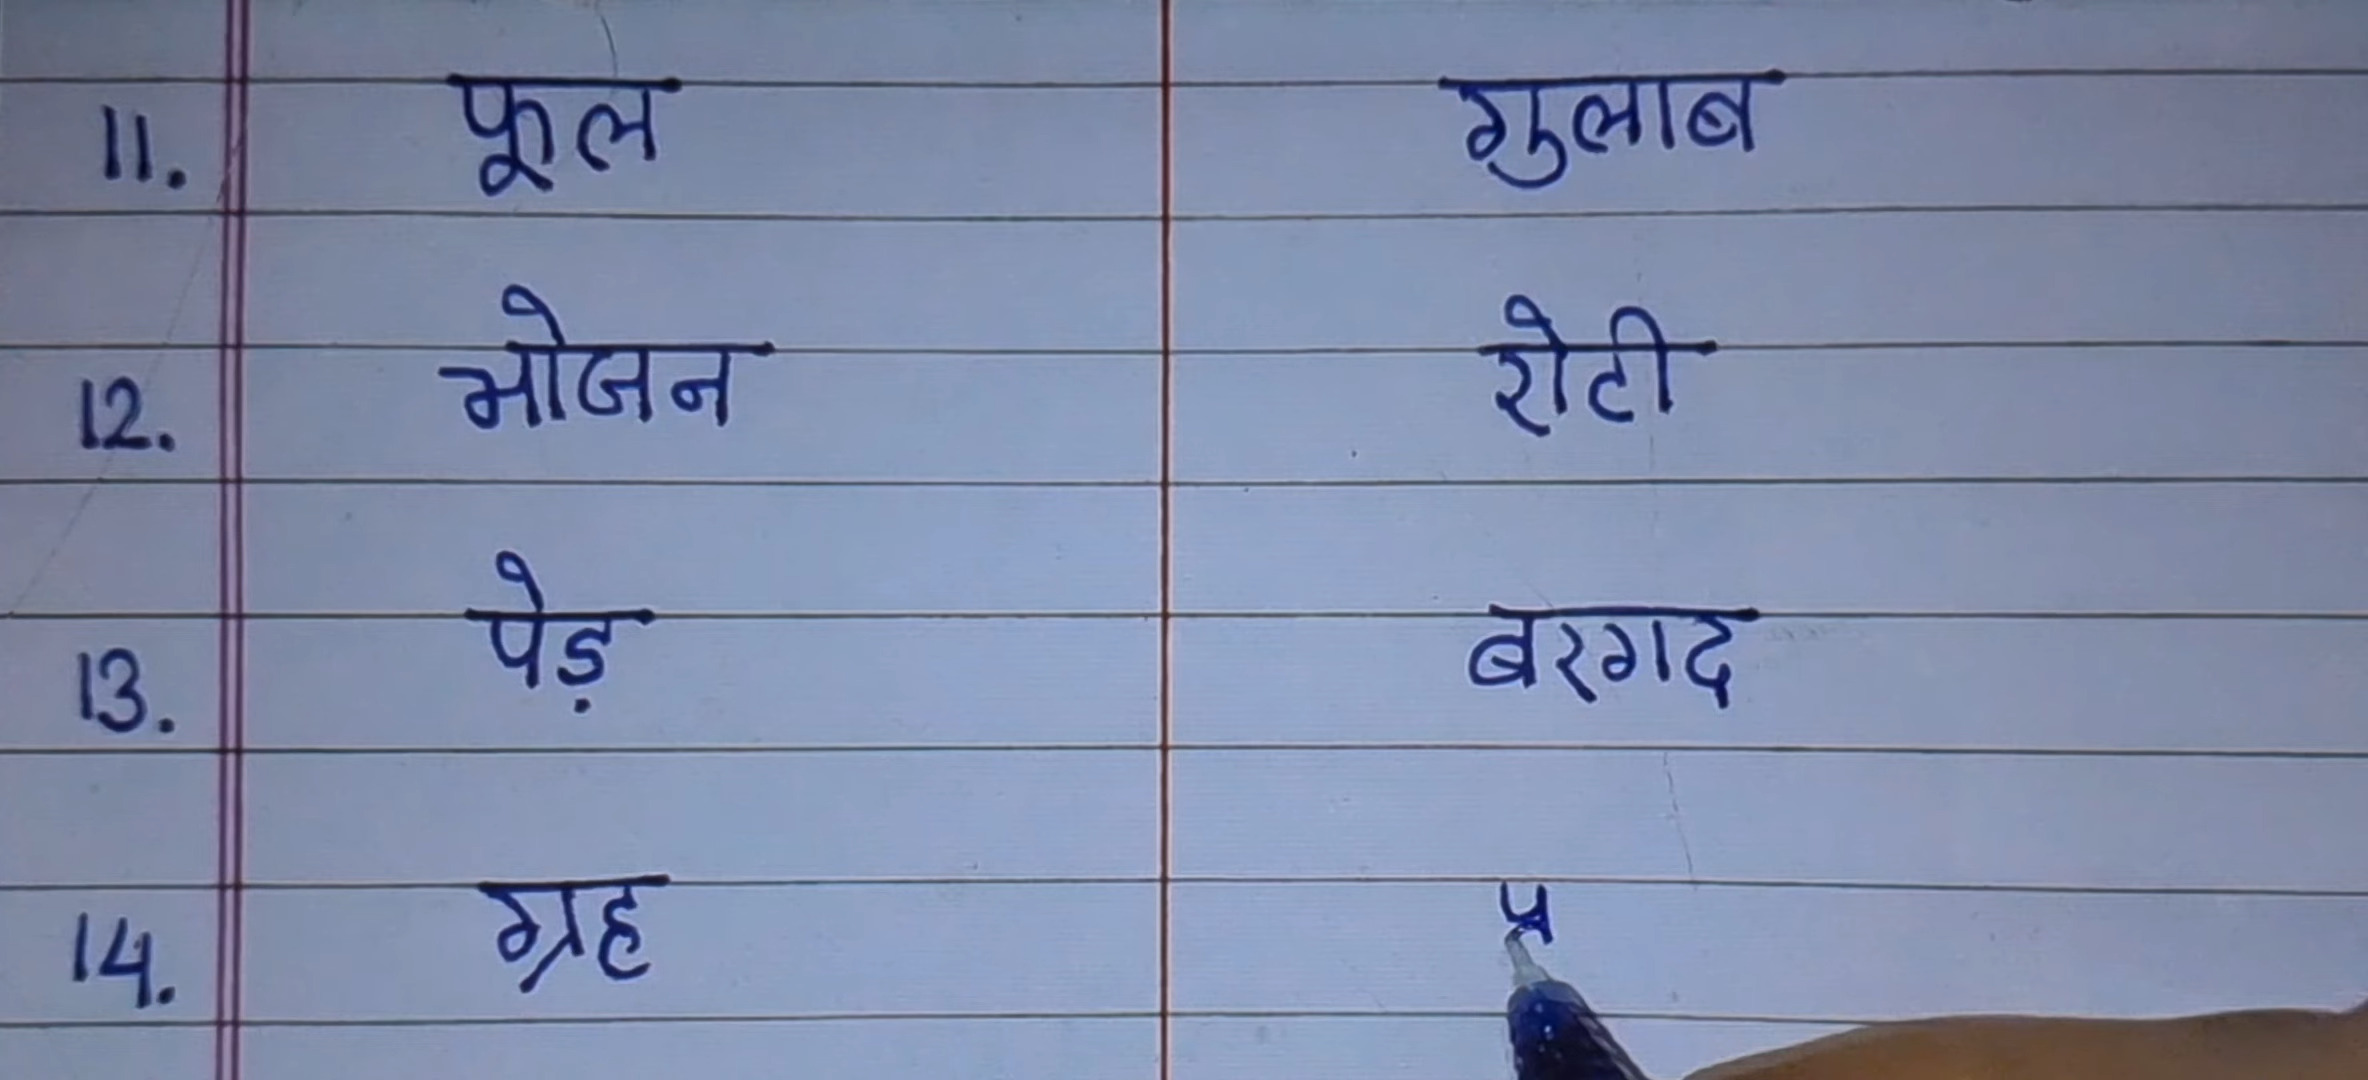 11. फूल गुलाब
12. भोजन रोटी
13. पेड़ बरगद
14. ग्रह